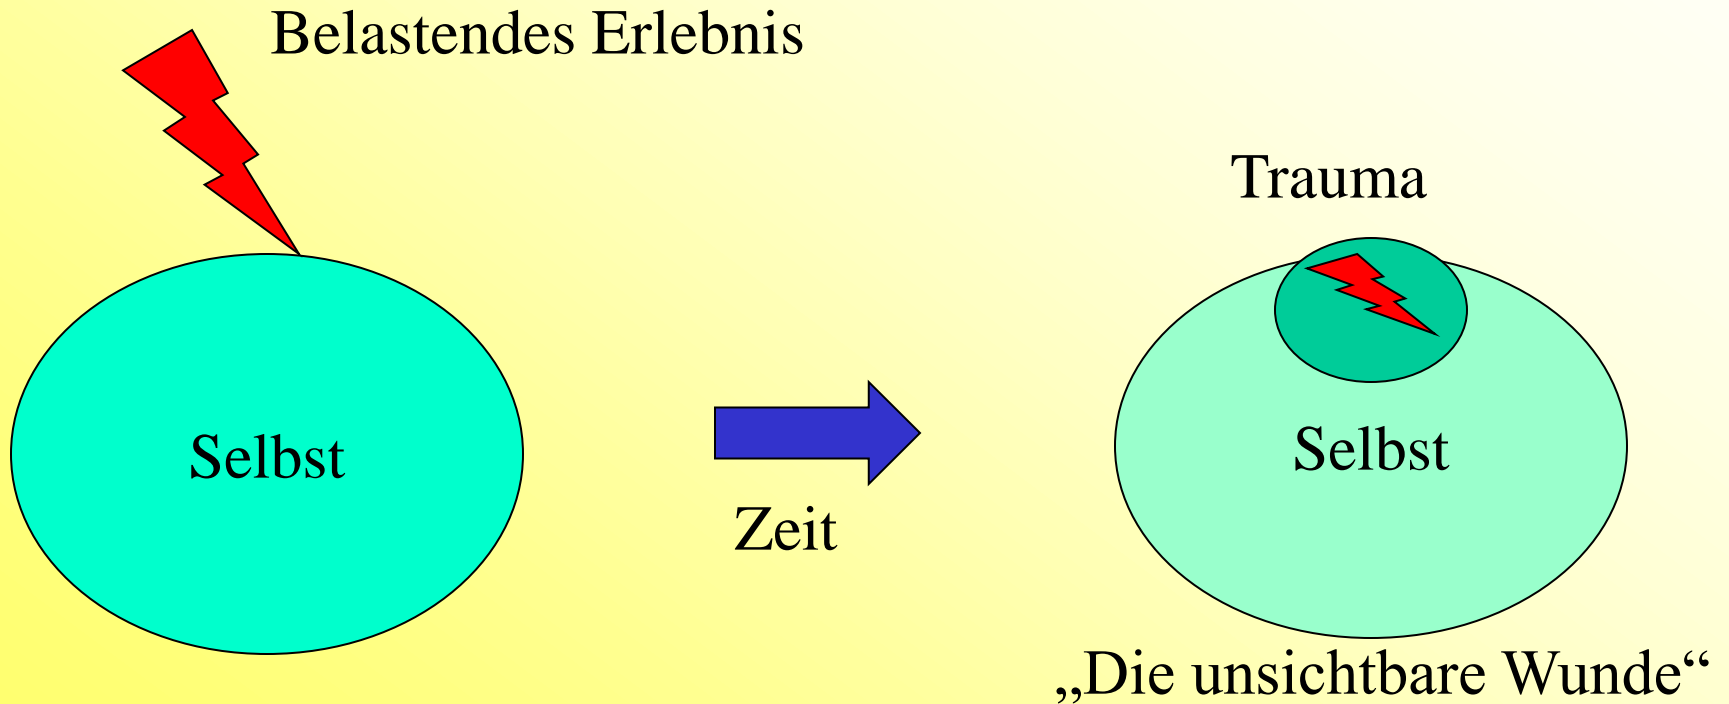 Belastendes Erlebnis
Selbst
Zeit
Trauma
Selbst
„Die unsichtbare Wunde“